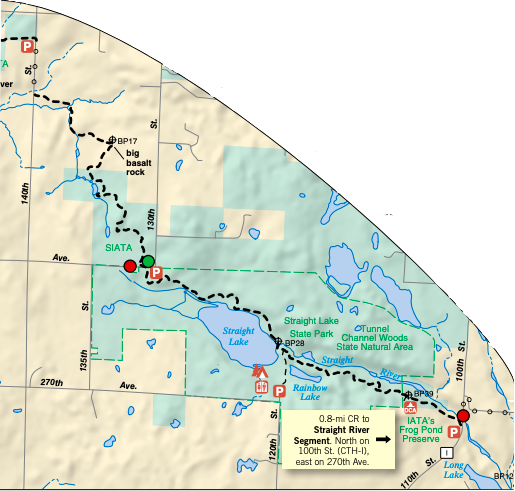 P
TA
St.
ver
BP17
big
basalt
rock
St.
140th
130th
SIATA
Ave.
P
St.
Straight
Lake
Straight Lake
State Park
Tunnel
Channel Woods
State Natural Area
BP28
Straight
River
135th
100th St.
270th
Ave.
P
Rainbow
Lake
BP39
DCA
IATA's
Frog Pond
Preserve
P
0.8-mi CR to
Straight River
Segment. North on
100th St. (CTH-I),
east on 270th Ave.
120th
St.
I
Long
Lake
110th
St.
BP12